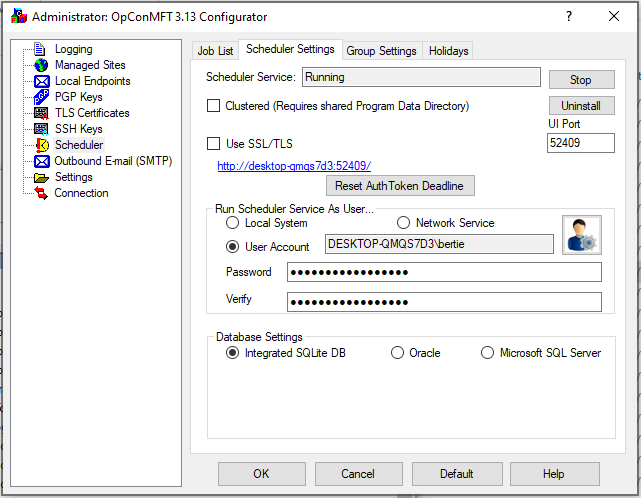 Administrator: OpConMFT 3.13 Configurator
Logging
Managed Sites
Local Endpoints
PGP Keys
TLS Certificates
SSH Keys
Scheduler
Outbound E-mail (SMTP)
Settings
Connection
Job List Scheduler Settings Group Settings Holidays
Scheduler Service: Running Stop
Clustered (Requires shared Program Data Directory) Uninstall
UI Port
Use SSL/TLS 52409
http://desktop-qmqs7d3:52409/
Reset AuthToken Deadline
Run Scheduler Service As User...
Local System Network Service
User Account DESKTOP-QMQS7D3\bertie
Password ●●●●●●●●●●●●●●●●●
Verify ●●●●●●●●●●●●●●●●●
Database Settings
Integrated SQLite DB Oracle Microsoft SQL Server
OK Cancel Default Help